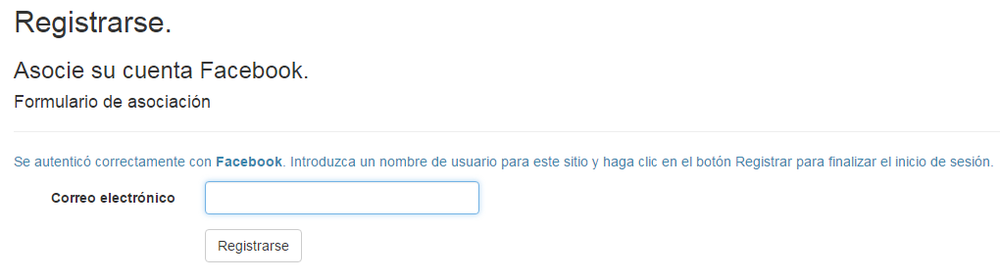 Registrarse.
Asocie su cuenta Facebook.
Formulario de asociación
Se autenticó correctamente con Facebook. Introduzca un nombre de usuario para este sitio y haga clic en el botón Registrar para finalizar el inicio de sesión.
Correo electrónico
Registrarse